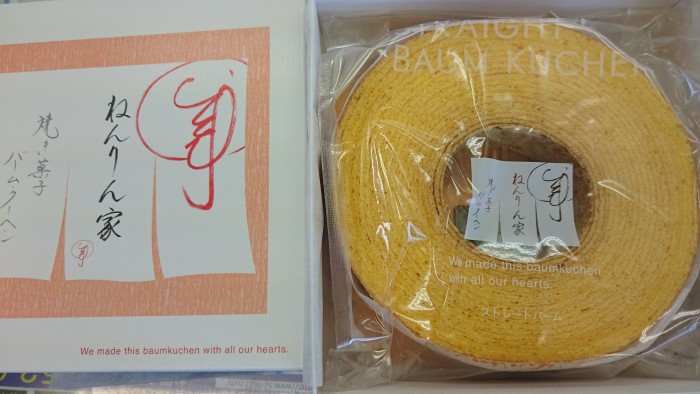 年
ねんりん家
焼き菓子
バームクーヘン
年
We made this baumkuchen with all our hearts.
STRAIGHT
BAUM KUCHEN
年
ねんりん家
焼き菓子
バームクーヘン
We made this baumkuchen
with all our hearts.
ストレートバーム